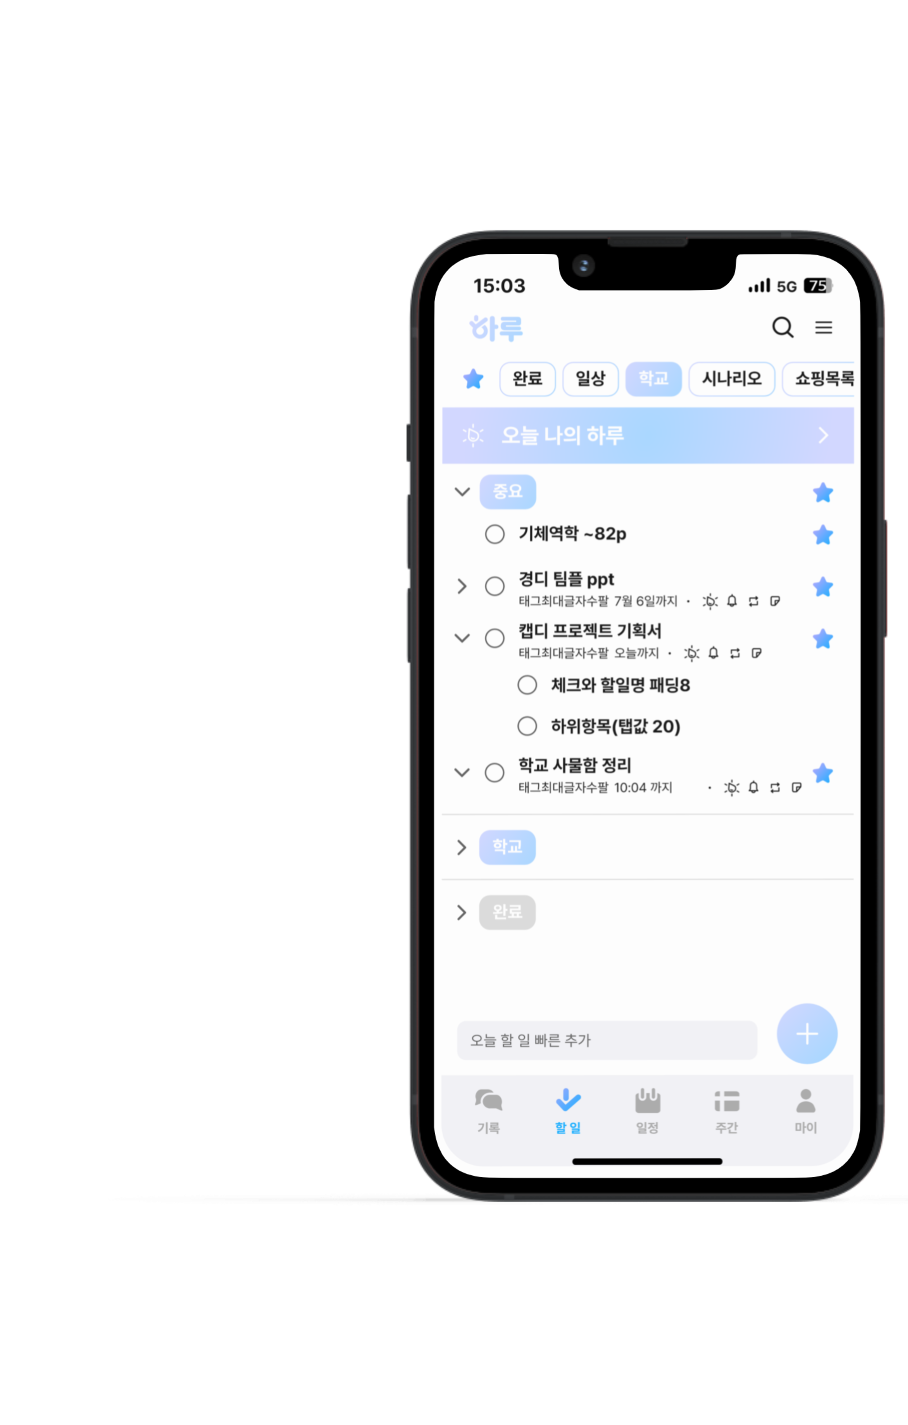 15:03 5G 75
하루
완료 일상 학교 시나리오 쇼핑목록
오늘 나의 하루
중요
기체역학 ~82p
경디 팀플 ppt
태그최대글자수팔 7월 6일까지 ·
캡디 프로젝트 기획서
태그최대글자수팔 오늘까지 ·
체크와 할일명 패딩8
하위항목(탭값 20)
학교 사물함 정리
태그최대글자수팔 10:04 까지 ·
학교
완료
오늘 할 일 빠른 추가
기록 할 일 일정 주간 마이